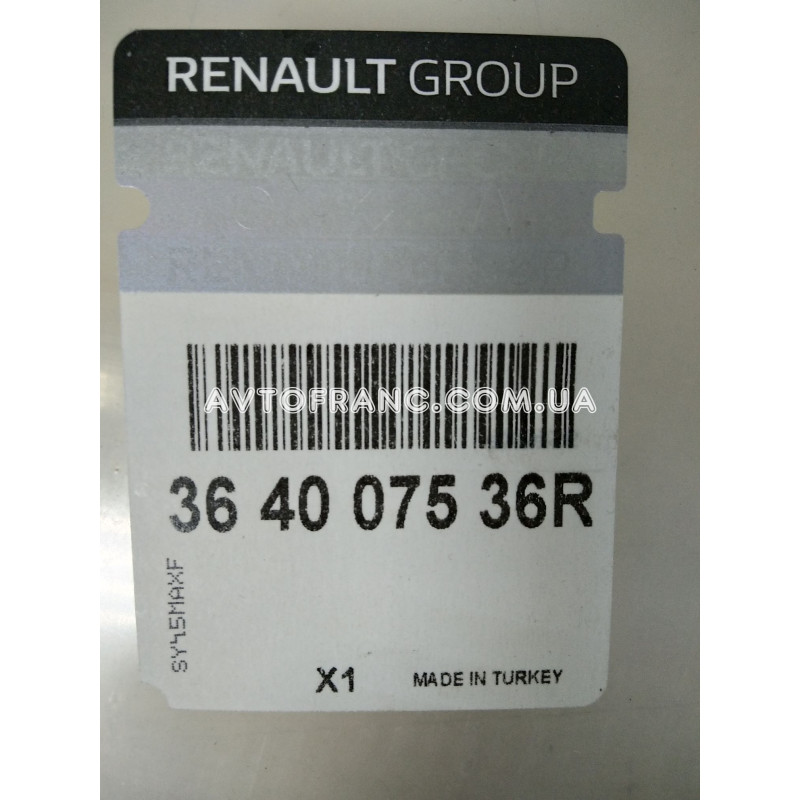 RENAULT GROUP
AVTOFRANC.COM.UA
36 40 075 36R
SY45MAXF
X1 MADE IN TURKEY